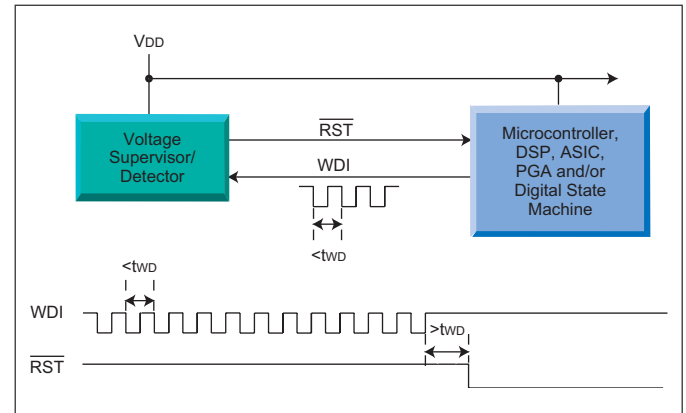 VDD
Voltage
Supervisor/
Detector
RST
WDI
Microcontroller,
DSP, ASIC,
PGA and/or
Digital State
Machine
<tWD
<tWD
WDI
>tWD
RST